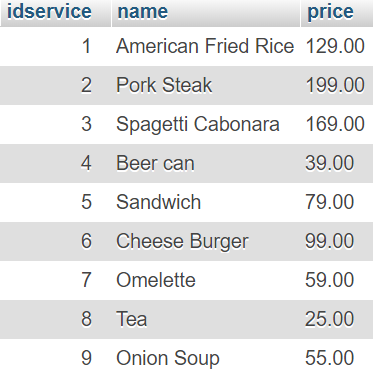 idservice name price
1 American Fried Rice 129.00
2 Pork Steak 199.00
3 Spagetti Cabonara 169.00
4 Beer can 39.00
5 Sandwich 79.00
6 Cheese Burger 99.00
7 Omelette 59.00
8 Tea 25.00
9 Onion Soup 55.00